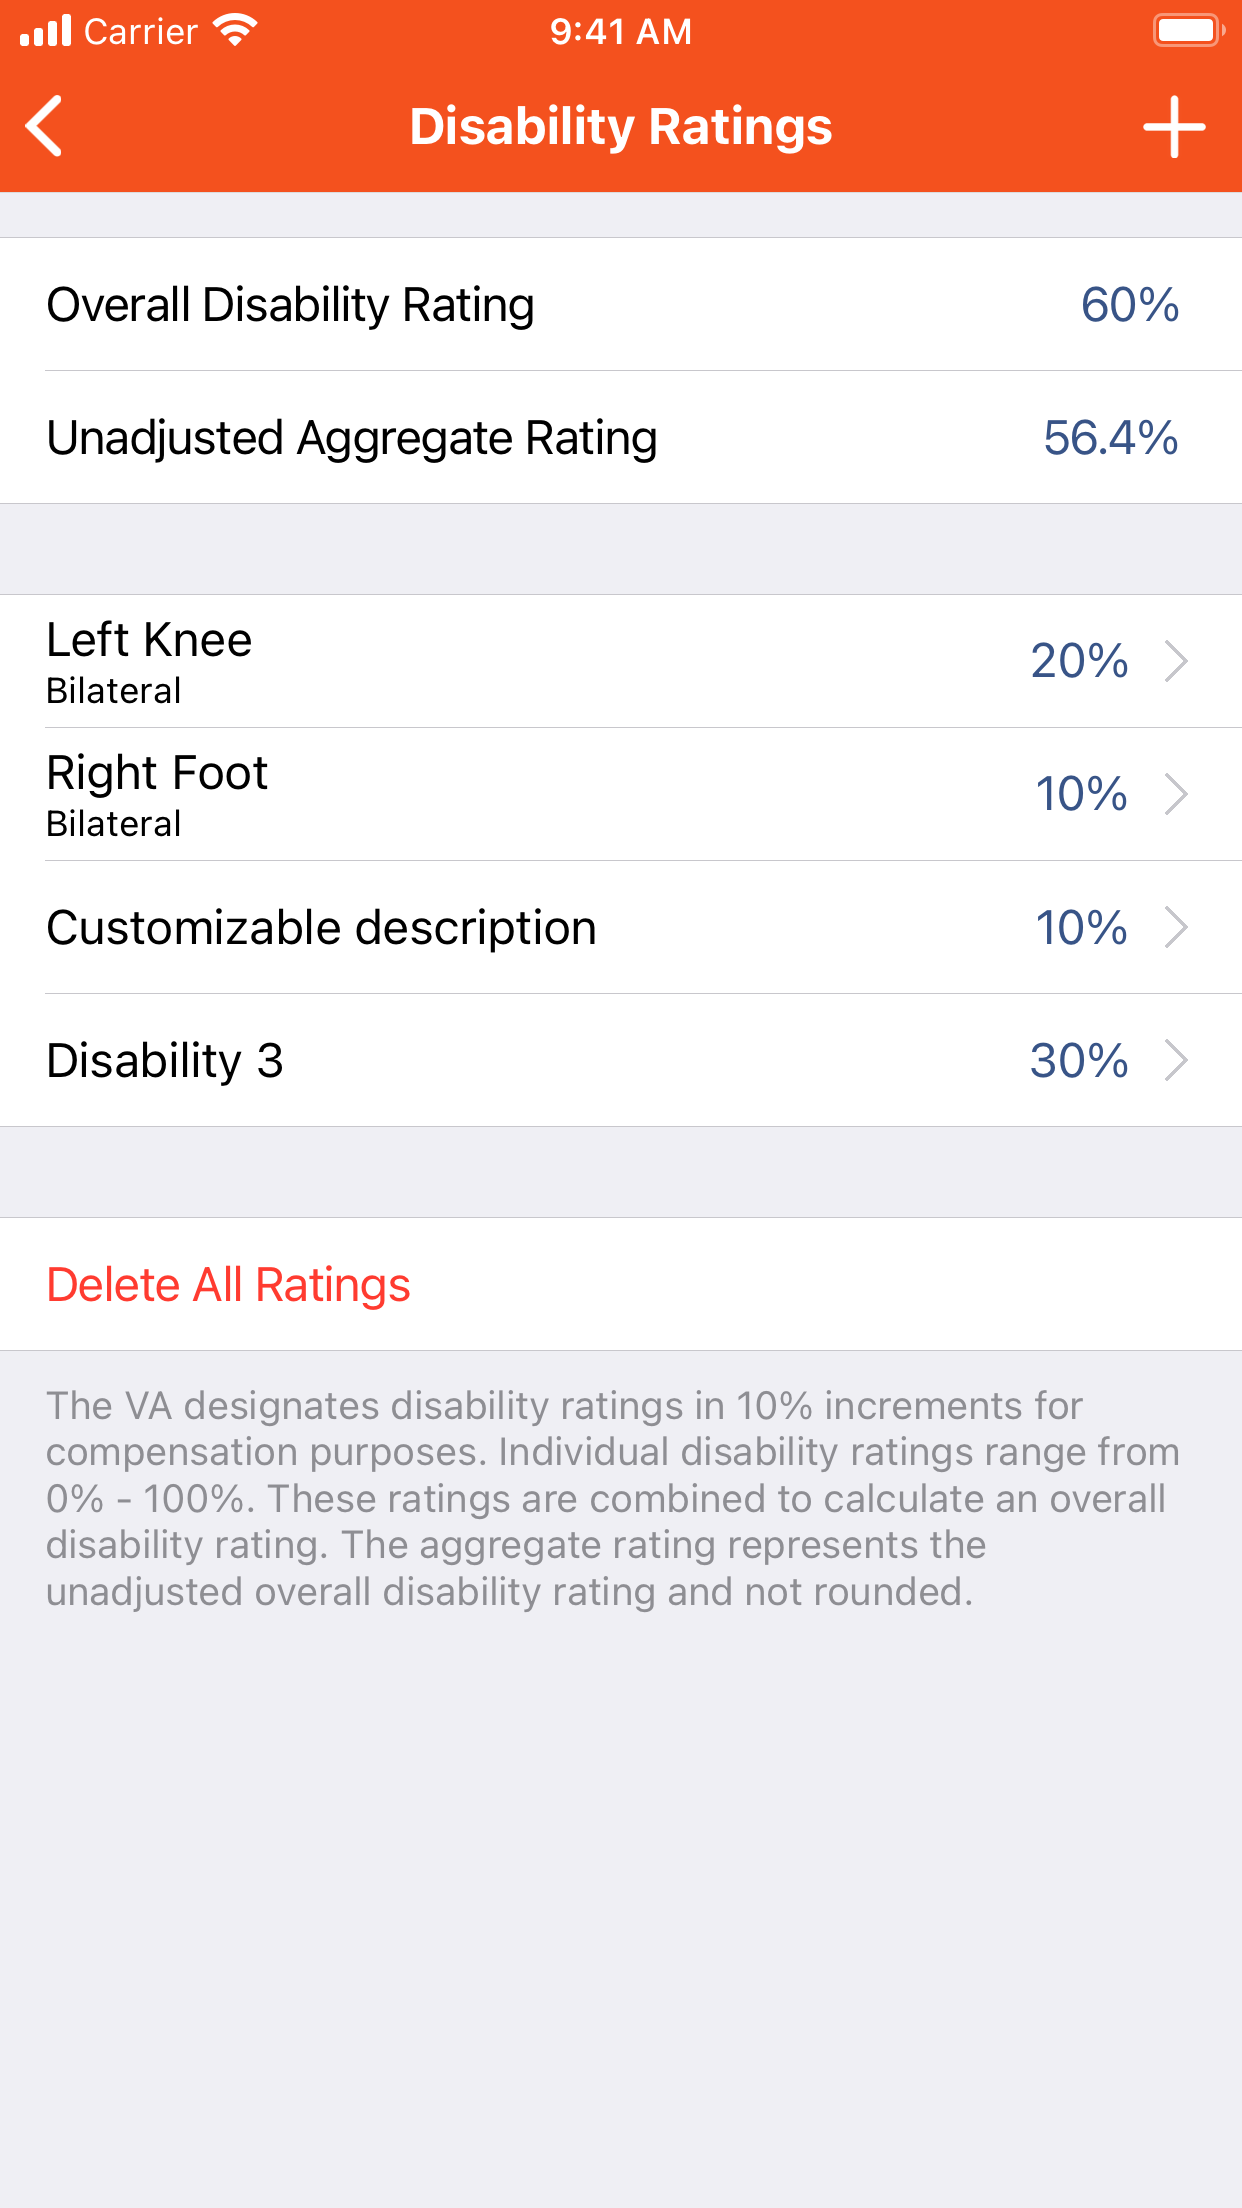 Carrier 9:41 AM
Disability Ratings
Overall Disability Rating 60%
Unadjusted Aggregate Rating 56.4%
Left Knee 20%
Bilateral
Right Foot 10%
Bilateral
Customizable description 10%
Disability 3 30%
Delete All Ratings
The VA designates disability ratings in 10% increments for
compensation purposes. Individual disability ratings range from
0% - 100%. These ratings are combined to calculate an overall
disability rating. The aggregate rating represents the
unadjusted overall disability rating and not rounded.